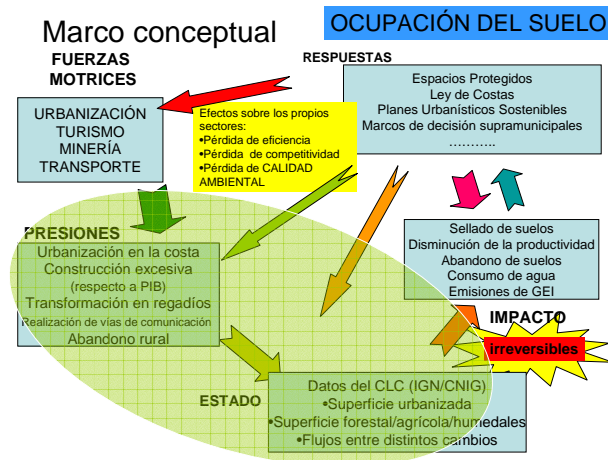 Marco conceptual
OCUPACIÓN DEL SUELO
FUERZAS
MOTRICES
URBANIZACIÓN
TURISMO
MINERÍA
TRANSPORTE
Efectos sobre los propios
sectores:
•Pérdida de eficiencia
•Pérdida de competitividad
•Pérdida de CALIDAD
AMBIENTAL
RESPUESTAS
Espacios Protegidos
Ley de Costas
Planes Urbanísticos Sostenibles
Marcos de decisión supramunicipales
………..
PRESIONES
Urbanización en la costa
Construcción excesiva
(respecto a PIB)
Transformación en regadíos
Realización de vías de comunicación
Abandono rural
Sellado de suelos
Disminución de la productividad
Abandono de suelos
Consumo de agua
Emisiones de GEI
IMPACTO
irreversibles
ESTADO
Datos del CLC (IGN/CNIG)
•Superficie urbanizada
•Superficie forestal/agrícola/humedales
•Flujos entre distintos cambios